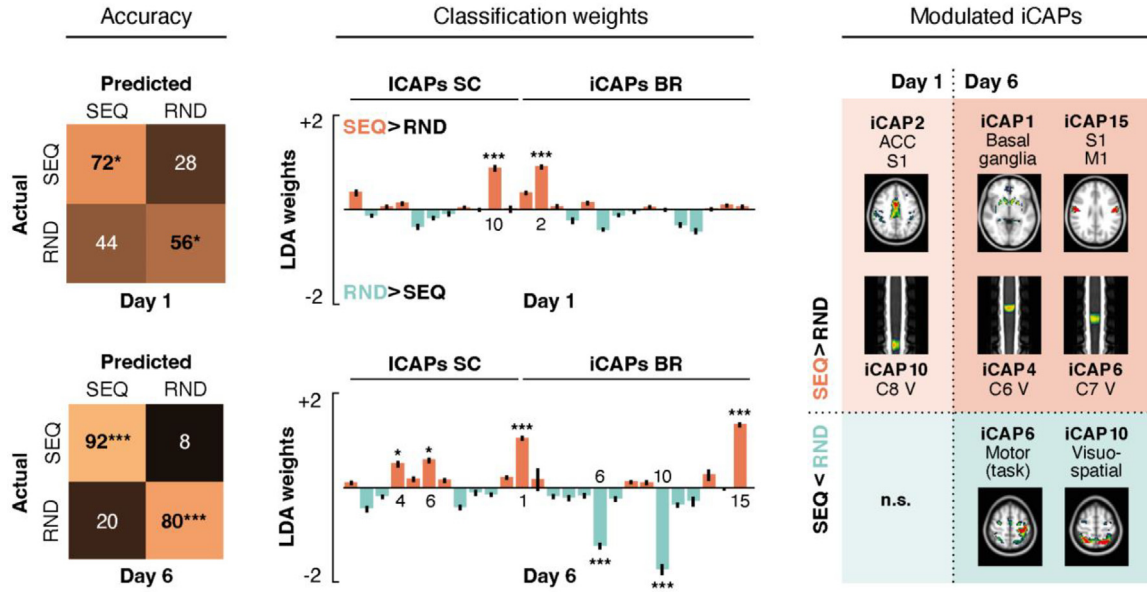 Accuracy
Predicted
SEQ RND
Actual
SEQ
RND
72* 28
44 56*
Day 1
Predicted
SEQ RND
Actual
SEQ
RND
92*** 8
20 80***
Day 6
Classification weights
ICAPs SC iCAPs BR
LDA weights
+2
SEQ>RND
*** ***
10 2
RND>SEQ
-2
Day 1
ICAPs SC iCAPs BR
LDA weights
+2
* * *** ***
6 10
4 6 1 15
*** ***
-2
Day 6
Modulated iCAPs
Day 1 Day 6
SEQ>RND
iCAP2 iCAP1 iCAP15
ACC Basal S1
S1 ganglia M1
iCAP10 iCAP4 iCAP6
C8 V C6 V C7 V
SEQ < RND
n.s.
iCAP6 iCAP10
Motor Visuo-
(task) spatial